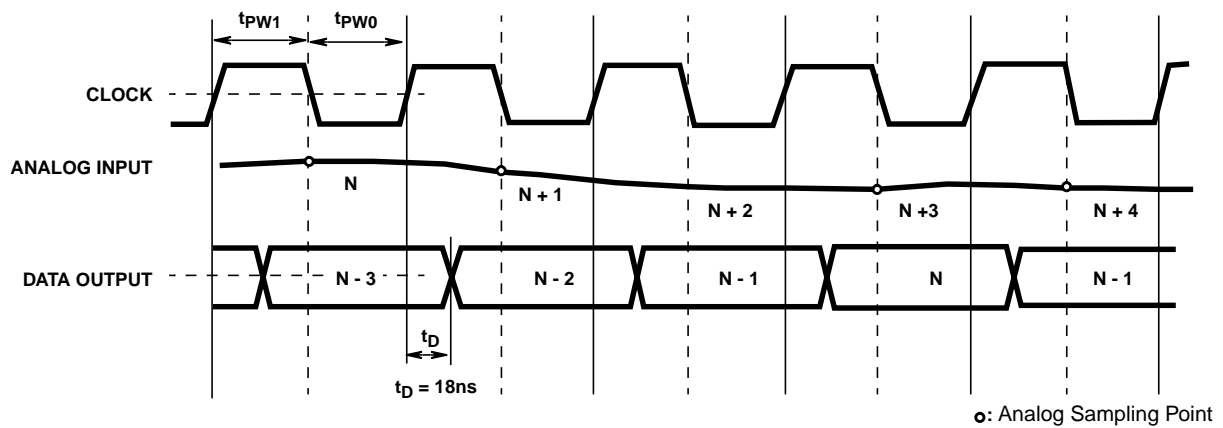 tPW1 tPW0
CLOCK
ANALOG INPUT
N
N + 1
N + 2
N +3
N + 4
DATA OUTPUT
N - 3
N - 2
N - 1
N
N - 1
tD
tD = 18ns
o: Analog Sampling Point